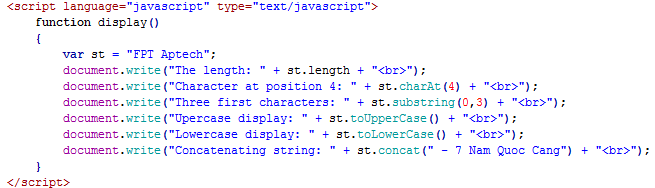 <script language="javascript" type="text/javascript">
function display()
{
var st = "FPT Aptech";
document.write("The length: " + st.length + "<br>");
document.write("Character at position 4: " + st.charAt(4) + "<br>");
document.write("Three first characters: " + st.substring(0,3) + "<br>");
document.write("Upercase display: " + st.toUpperCase() + "<br>");
document.write("Lowercase display: " + st.toLowerCase() + "<br>");
document.write("Concatenating string: " + st.concat(" - 7 Nam Quoc Cang") + "<br>");
}
</script>